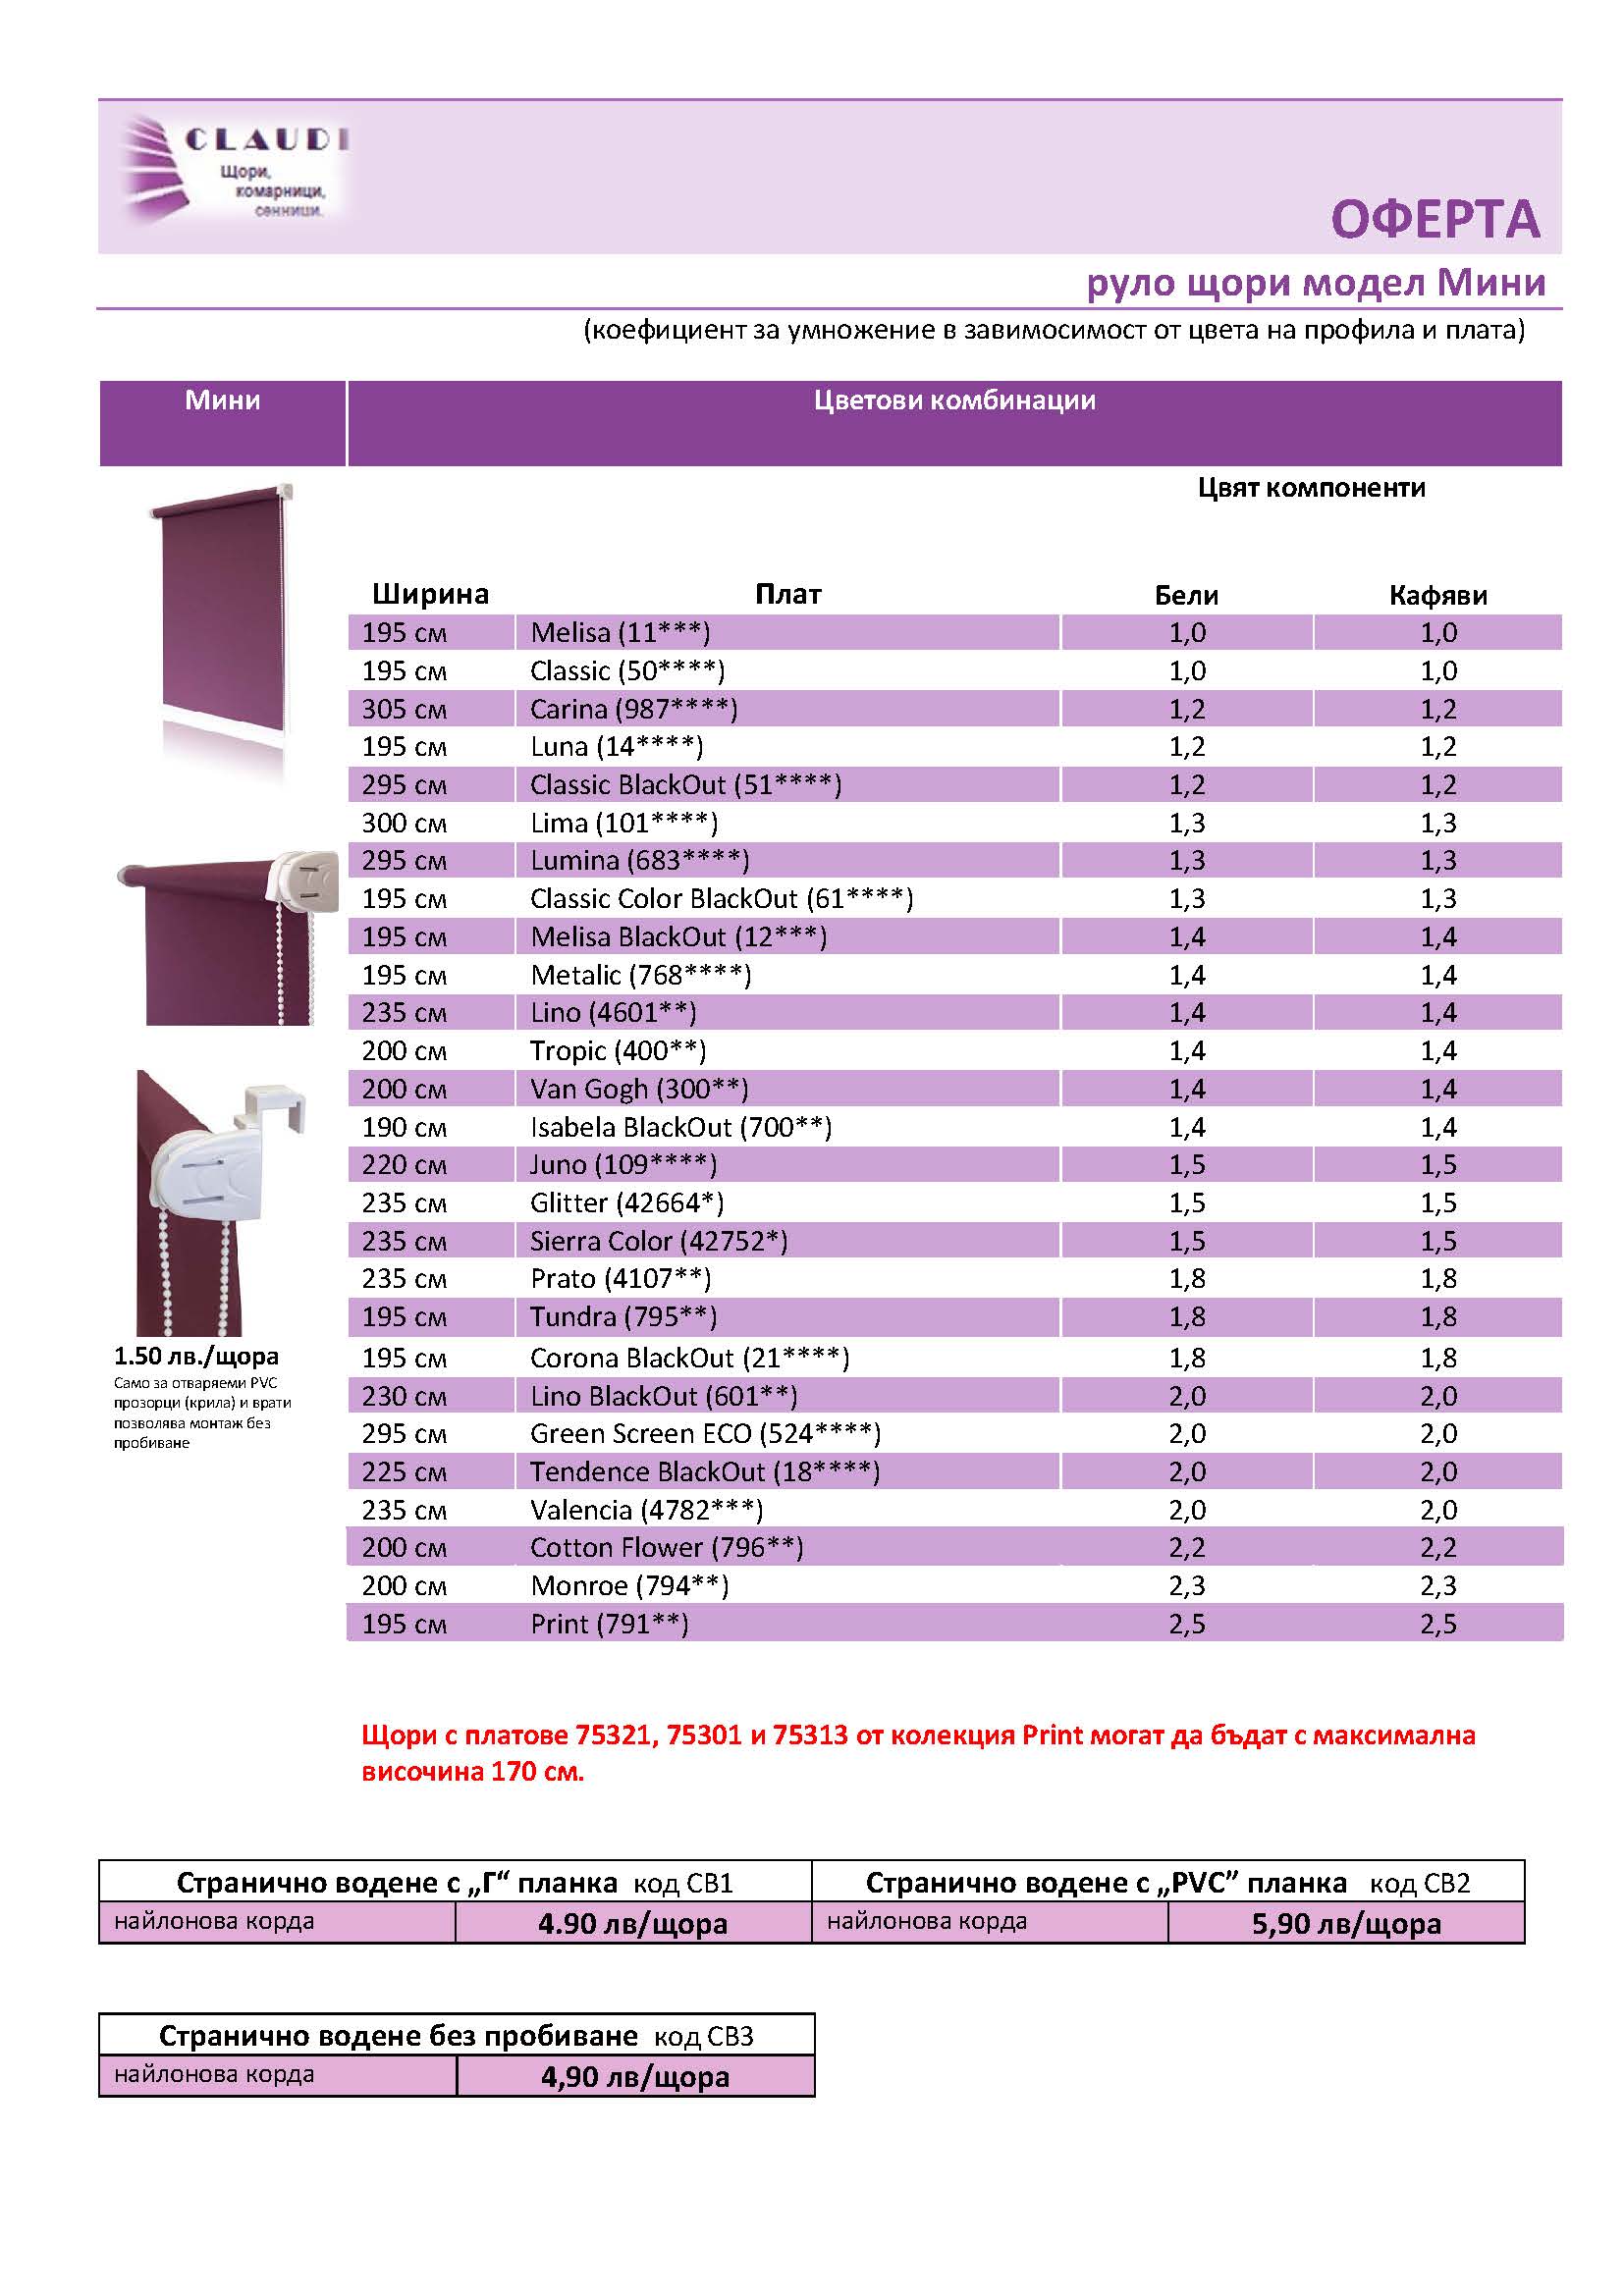 CLAUDI
Щори,
комарници,
сенници.
ОФЕРТА
руло щори модел Мини
(коефициент за умножение в завимосимост от цвета на профила и плата)
Мини Цветови комбинации
Цвят компоненти
Ширина Плат Бели Кафяви
195 см Melisa (11***) 1,0 1,0
195 см Classic (50****) 1,0 1,0
305 см Carina (987****) 1,2 1,2
195 см Luna (14****) 1,2 1,2
295 см Classic BlackOut (51****) 1,2 1,2
300 см Lima (101****) 1,3 1,3
295 см Lumina (683****) 1,3 1,3
195 см Classic Color BlackOut (61****) 1,3 1,3
195 см Melisa BlackOut (12***) 1,4 1,4
195 см Metalic (768****) 1,4 1,4
235 см Lino (4601**) 1,4 1,4
200 см Tropic (400**) 1,4 1,4
200 см Van Gogh (300**) 1,4 1,4
190 см Isabela BlackOut (700**) 1,4 1,4
220 см Juno (109****) 1,5 1,5
235 см Glitter (42664*) 1,5 1,5
235 см Sierra Color (42752*) 1,5 1,5
235 см Prato (4107**) 1,8 1,8
195 см Tundra (795**) 1,8 1,8
195 см Corona BlackOut (21****) 1,8 1,8
230 см Lino BlackOut (601**) 2,0 2,0
295 см Green Screen ECO (524****) 2,0 2,0
225 см Tendence BlackOut (18****) 2,0 2,0
235 см Valencia (4782***) 2,0 2,0
200 см Cotton Flower (796**) 2,2 2,2
200 см Monroe (794**) 2,3 2,3
195 см Print (791**) 2,5 2,5
1.50 лв./щора
Само за отваряеми PVC
прозорци (крила) и врати
позволява монтаж без
пробиване
Щори с платове 75321, 75301 и 75313 от колекция Print могат да бъдат с максимална
височина 170 см.
Странично водене с „Г“ планка код СВ1 Странично водене с „PVC” планка код СВ2
найлонова корда 4.90 лв/щора найлонова корда 5,90 лв/щора
Странично водене без пробиване код СВ3
найлонова корда 4,90 лв/щора